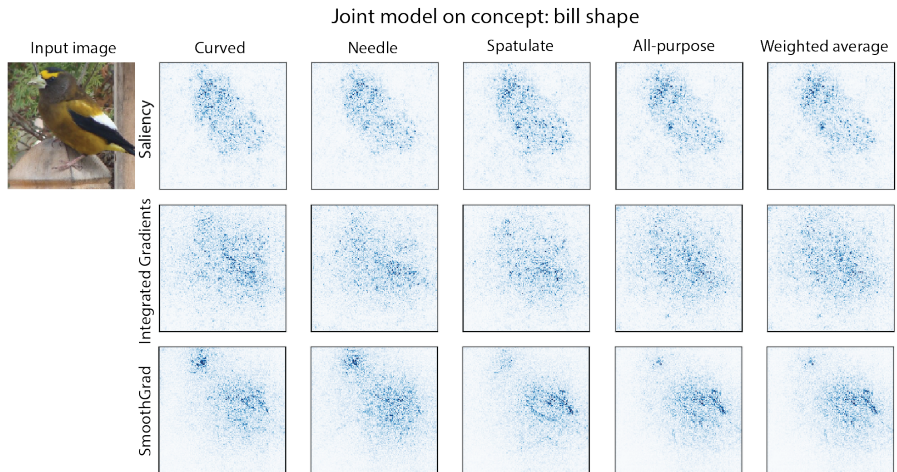 Joint model on concept: bill shape
Input image
Curved
Needle
Spatulate
All-purpose
Weighted average
Saliency
Integrated Gradients
SmoothGrad